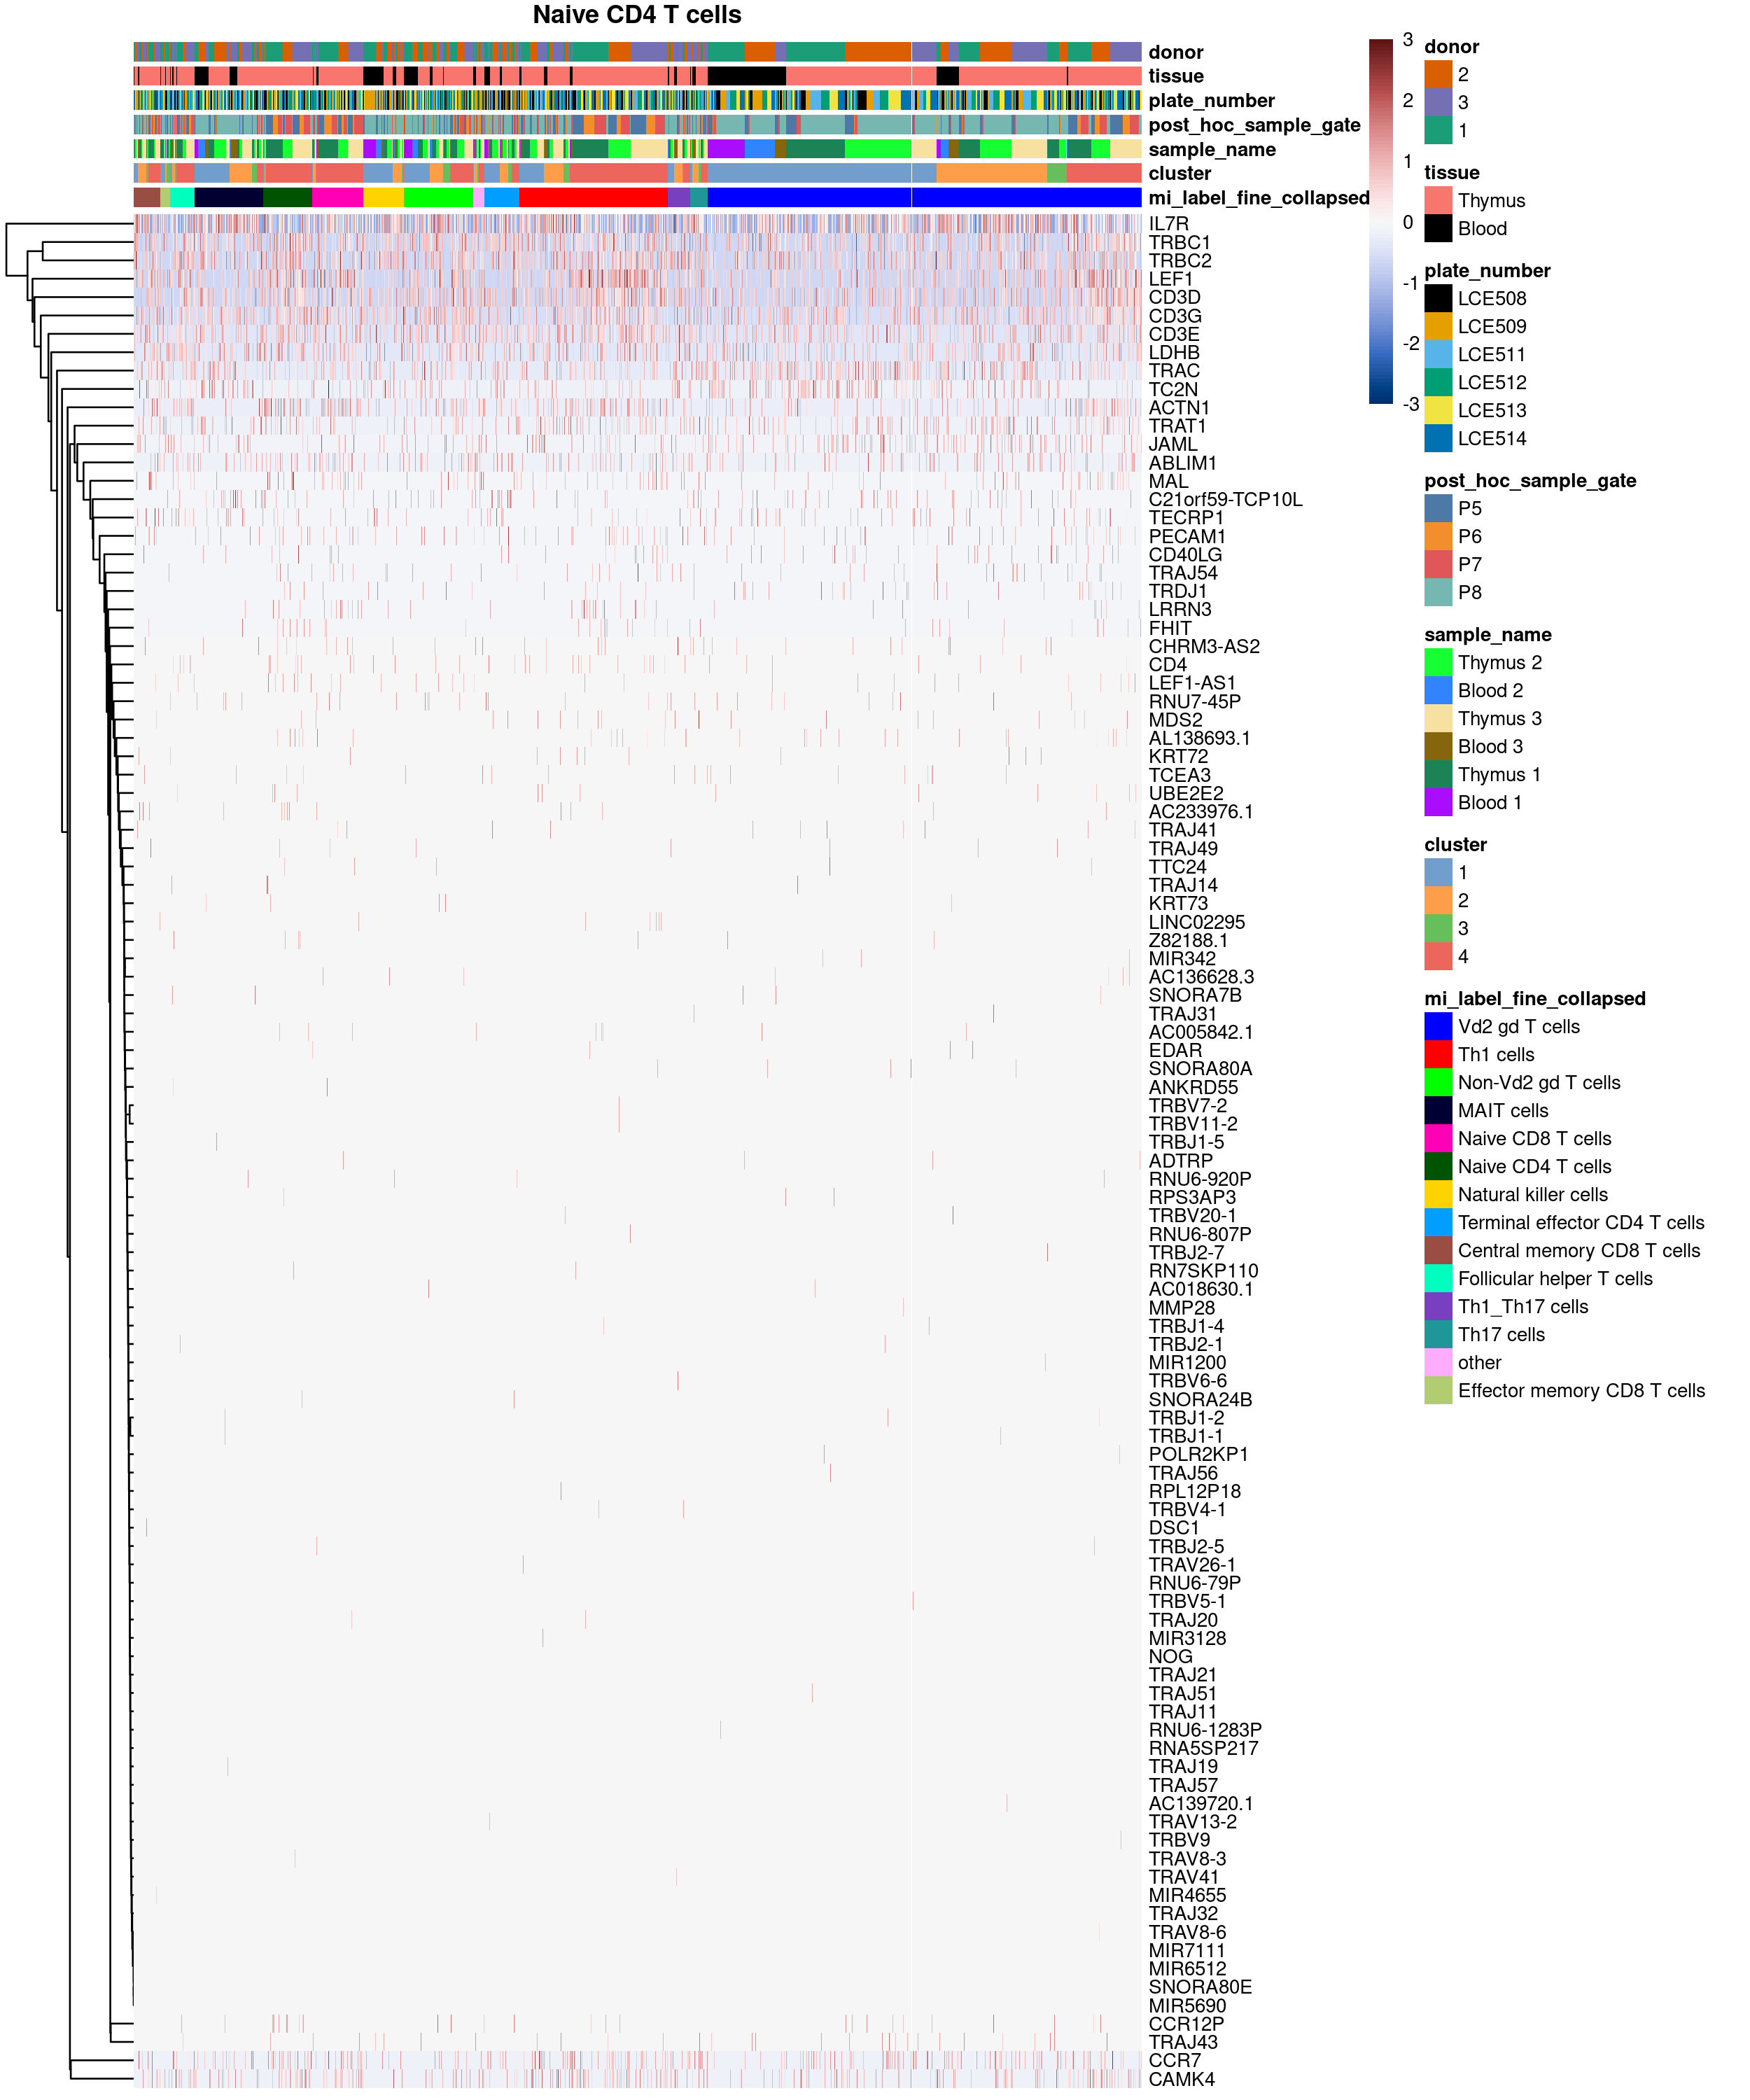 Naive CD4 T cells
donor
tissue
plate_number
post_hoc_sample_gate
sample_name
cluster
mi_label_fine_collapsed
IL7R
TRBC1
TRBC2
LEF1
CD3D
CD3G
CD3E
LDHB
TRAC
TC2N
ACTN1
TRAT1
JAML
ABLIM1
MAL
C21orf59-TCP10L
TECRP1
PECAM1
CD40LG
TRAJ54
TRDJ1
LRRN3
FHIT
CHRM3-AS2
CD4
LEF1-AS1
RNU7-45P
MDS2
AL138693.1
KRT72
TCEA3
UBE2E2
AC233976.1
TRAJ41
TRAJ49
TTC24
TRAJ14
KRT73
LINC02295
Z82188.1
MIR342
AC136628.3
SNORA7B
TRAJ31
AC005842.1
EDAR
SNORA80A
ANKRD55
TRBV7-2
TRBV11-2
TRBJ1-5
ADTRP
RNU6-920P
RPS3AP3
TRBV20-1
RNU6-807P
TRBJ2-7
RN7SKP110
AC018630.1
MMP28
TRBJ1-4
TRBJ2-1
MIR1200
TRBV6-6
SNORA24B
TRBJ1-2
TRBJ1-1
POLR2KP1
TRAJ56
RPL12P18
TRBV4-1
DSC1
TRBJ2-5
TRAV26-1
RNU6-79P
TRBV5-1
TRAJ20
MIR3128
NOG
TRAJ21
TRAJ51
TRAJ11
RNU6-1283P
RNA5SP217
TRAJ19
TRAJ57
AC139720.1
TRAV13-2
TRBV9
TRAV8-3
TRAV41
MIR4655
TRAJ32
TRAV8-6
MIR7111
MIR6512
SNORA80E
MIR5690
CCR12P
TRAJ43
CCR7
CAMK4
3
2
1
0
-1
-2
-3
donor
2
3
1
tissue
Thymus
Blood
plate_number
LCE508
LCE509
LCE511
LCE512
LCE513
LCE514
post_hoc_sample_gate
P5
P6
P7
P8
sample_name
Thymus 2
Blood 2
Thymus 3
Blood 3
Thymus 1
Blood 1
cluster
1
2
3
4
mi_label_fine_collapsed
Vd2 gd T cells
Th1 cells
Non-Vd2 gd T cells
MAIT cells
Naive CD8 T cells
Naive CD4 T cells
Natural killer cells
Terminal effector CD4 T cells
Central memory CD8 T cells
Follicular helper T cells
Th1_Th17 cells
Th17 cells
other
Effector memory CD8 T cells